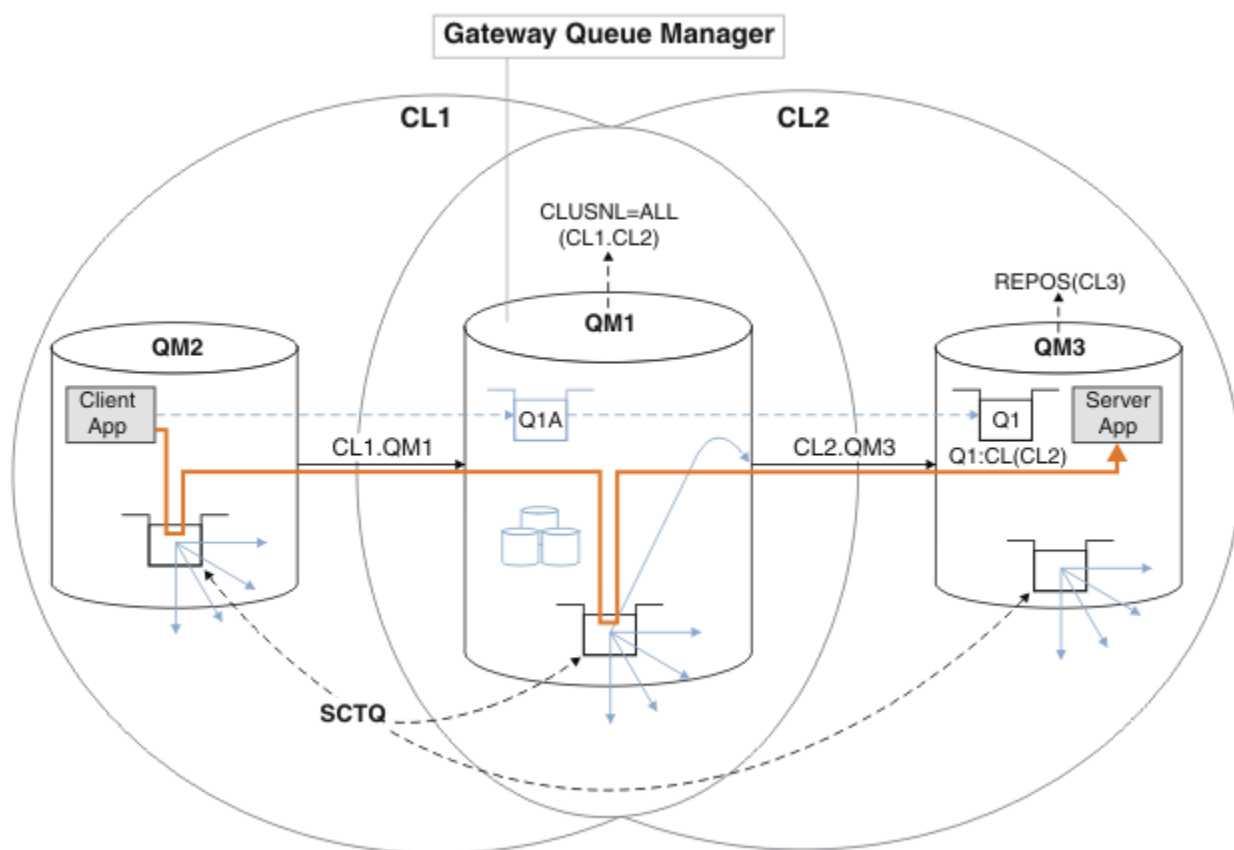 Gateway Queue Manager
CL1
CL2
CLUSNL=ALL
(CL1.CL2)
REPOS(CL3)
QM2
QM1
QM3
Client
App
Q1A
Q1
Server
App
CL1.QM1
CL2.QM3
Q1:CL(CL2)
SCTQ